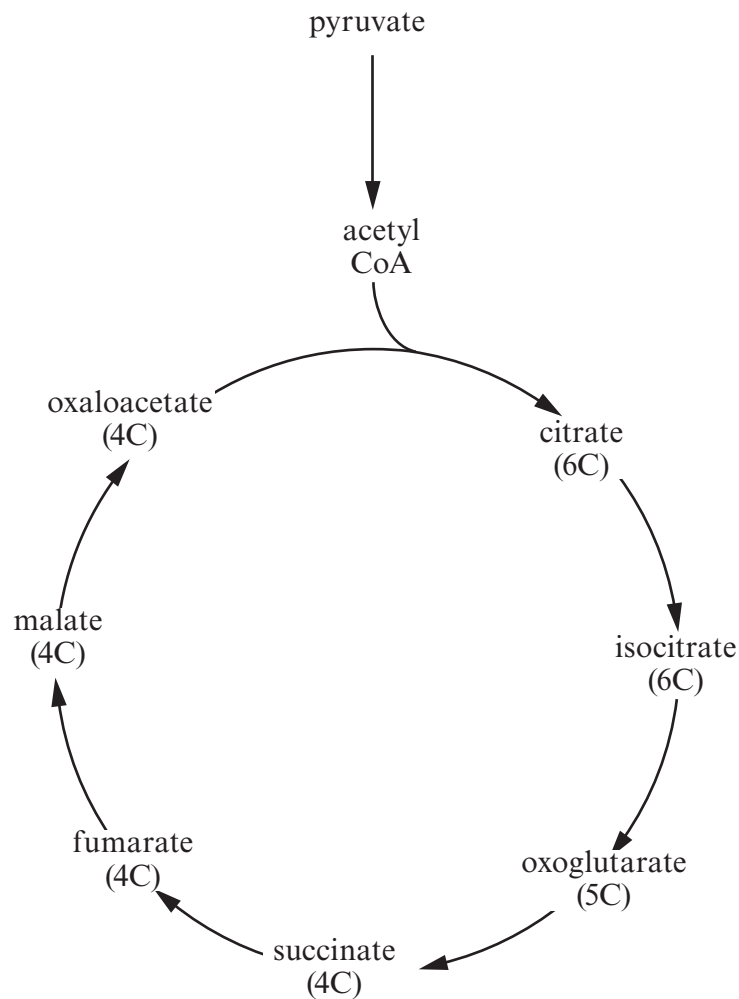 pyruvate
acetyl
CoA
oxaloacetate
(4C)
citrate
(6C)
malate
(4C)
isocitrate
(6C)
fumarate
(4C)
oxoglutarate
(5C)
succinate
(4C)